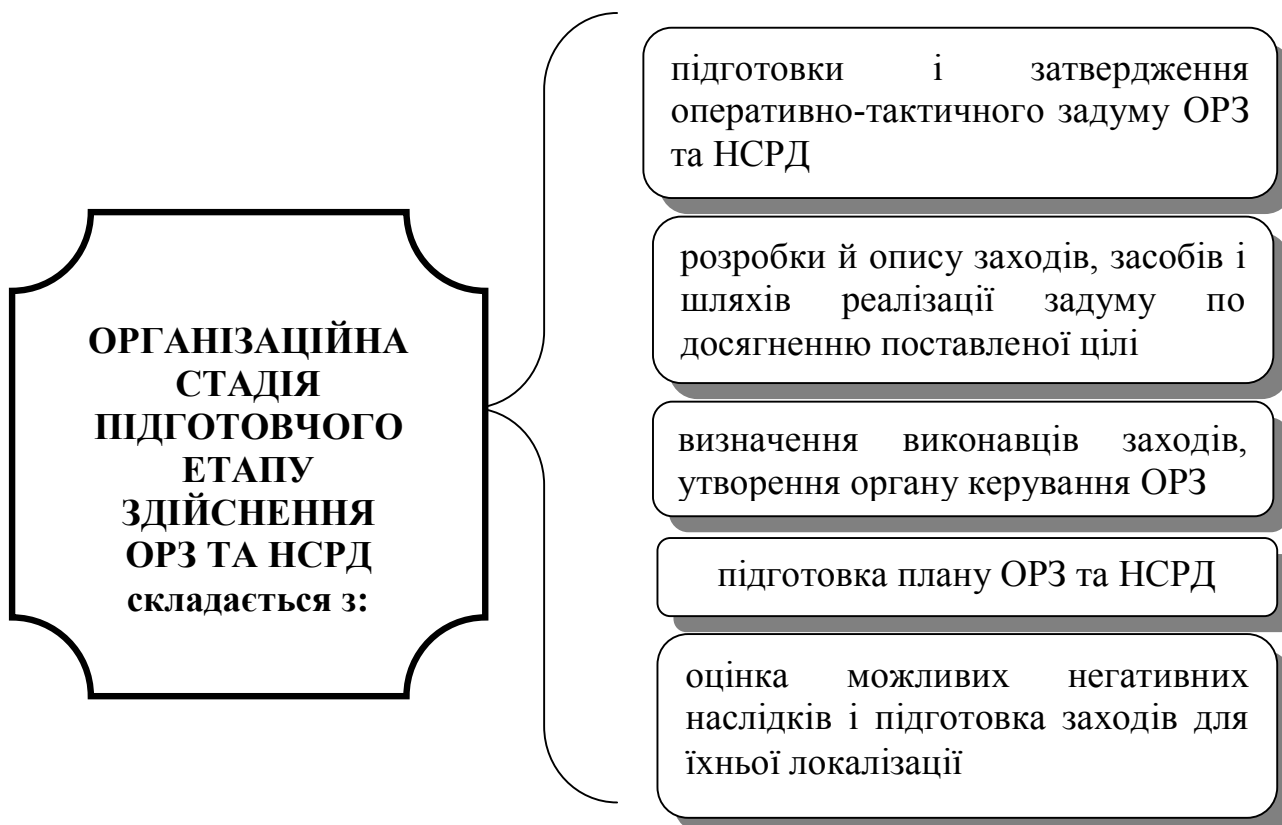 ОРГАНІЗАЦІЙНА
СТАДІЯ
ПІДГОТОВЧОГО
ЕТАПУ
ЗДІЙСНЕННЯ
ОРЗ ТА НСРД
складається з:
підготовки і затвердження
оперативно-тактичного задуму ОРЗ
та НСРД
розробки й опису заходів, засобів і
шляхів реалізації задуму по
досягненню поставленої цілі
визначення виконавців заходів,
утворення органу керування ОРЗ
підготовка плану ОРЗ та НСРД
оцінка можливих негативних
наслідків і підготовка заходів для
їхньої локалізації